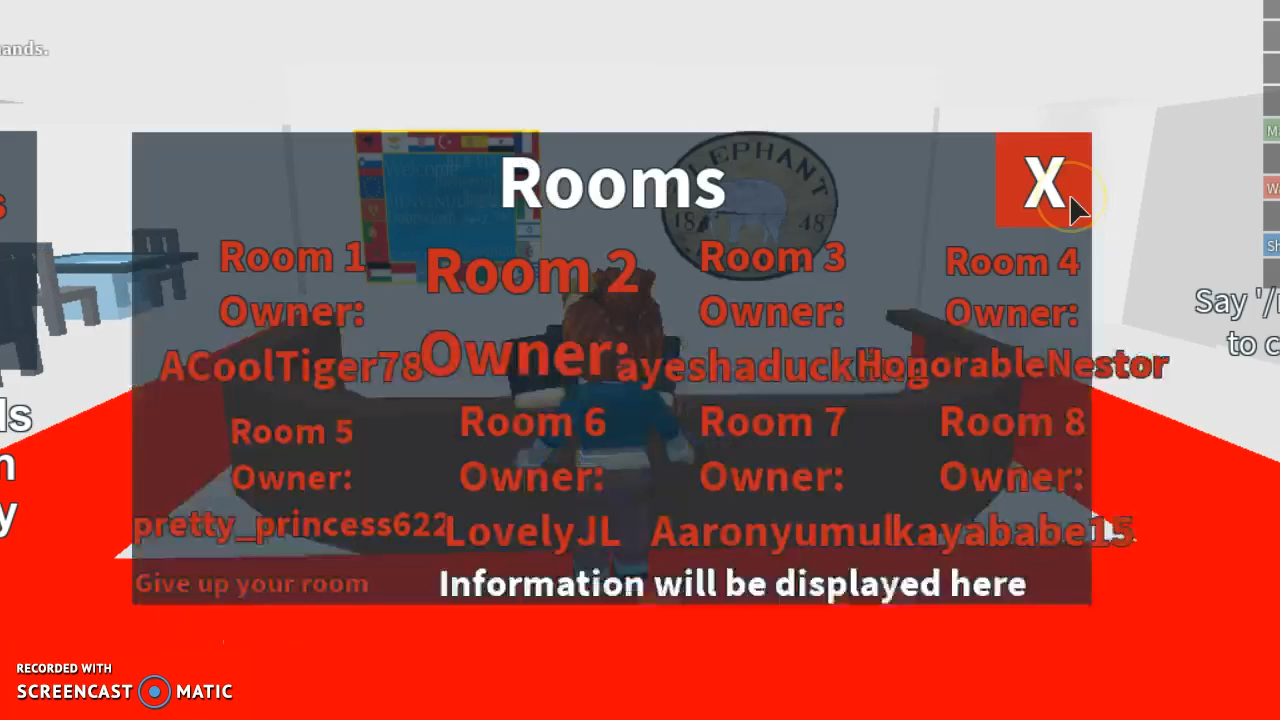 ands.
Rooms
X
ELEPHANT
18 48
Room 1
Owner:
ACoolTiger78
Room 2
Owner:
Room 3
Owner:
Room 4
Owner:
HonorableNestor
Room 5
Owner:
pretty_princess622
Room 6
Owner:
LovelyJL
Room 7
Owner:
Aaronyumul
Room 8
Owner:
kayababe15
Give up your room
Information will be displayed here
Say '/
to c
RECORDED WITH
SCREENCAST MATIC